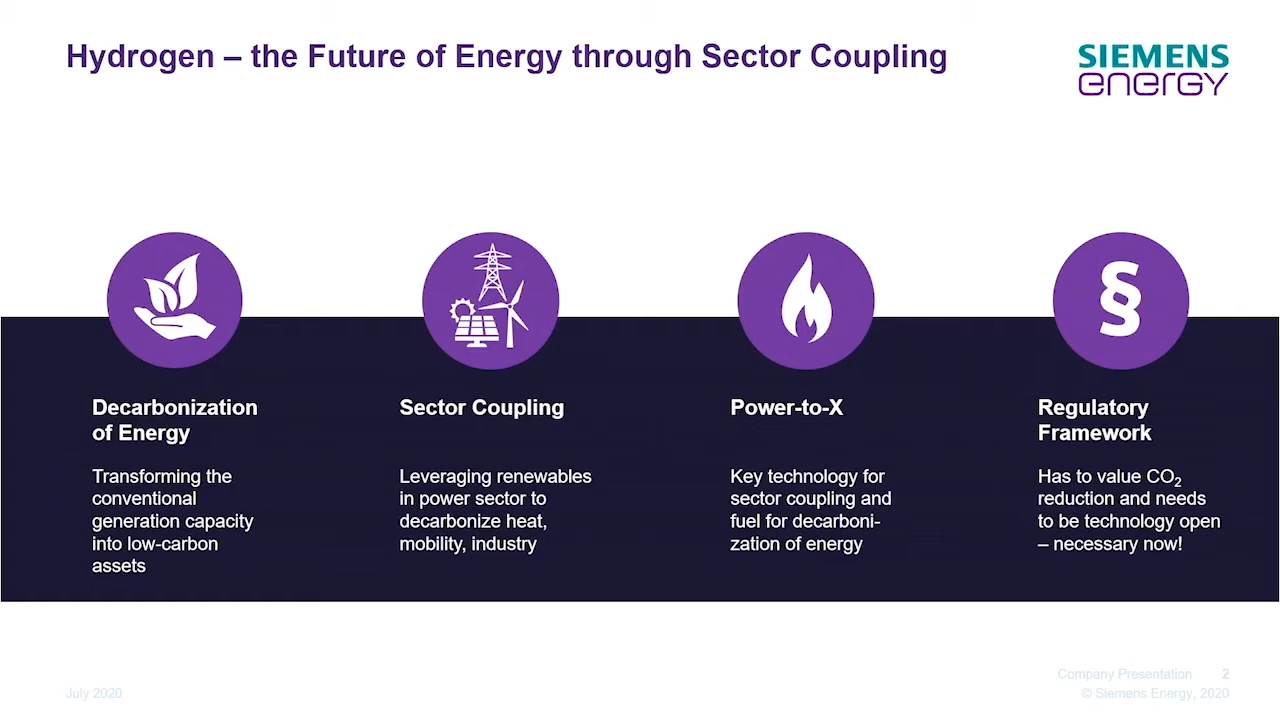 Hydrogen – the Future of Energy through Sector Coupling
SIEMENS
energy
§
Decarbonization
of Energy
Transforming the
conventional
generation capacity
into low-carbon
assets
Sector Coupling
Leveraging renewables
in power sector to
decarbonize heat,
mobility, industry
Power-to-X
Key technology for
sector coupling and
fuel for decarboni-
zation of energy
Regulatory
Framework
Has to value CO₂
reduction and needs
to be technology open
– necessary now!
July 2020
Company Presentation 2
© Siemens Energy, 2020